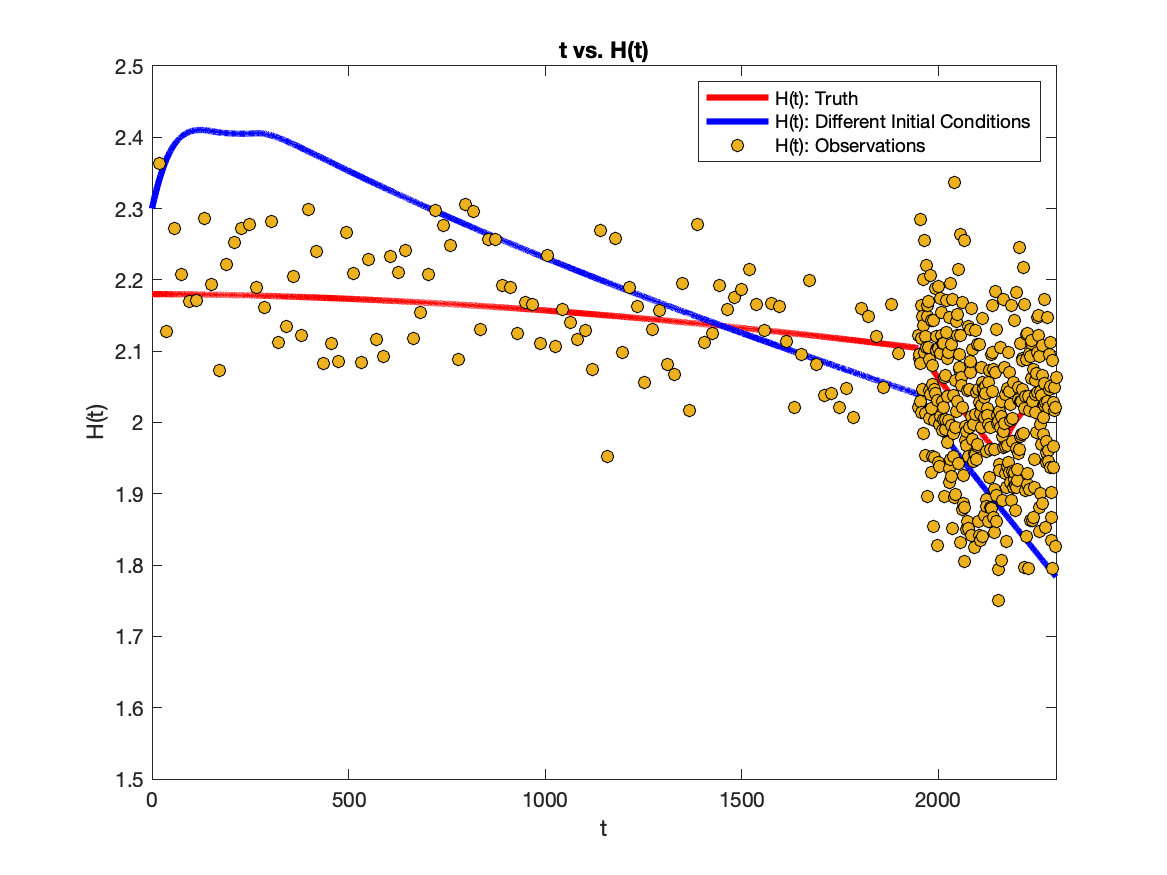 t vs. H(t)
H(t): Truth
H(t): Different Initial Conditions
H(t): Observations
2.5
2.4
2.3
2.2
2.1
2
1.9
1.8
1.7
1.6
1.5
H(t)
0 500 1000 1500 2000
t